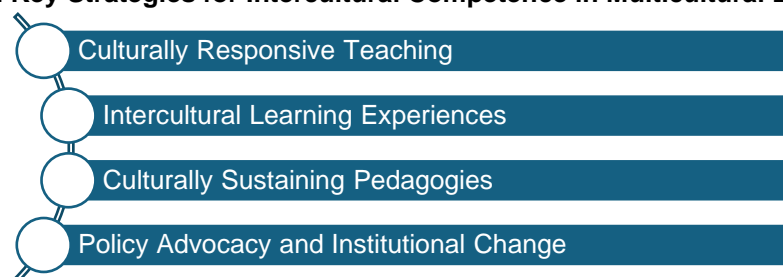 Key Strategies for Intercultural Competence in Multicultural
Culturally Responsive Teaching
Intercultural Learning Experiences
Culturally Sustaining Pedagogies
Policy Advocacy and Institutional Change